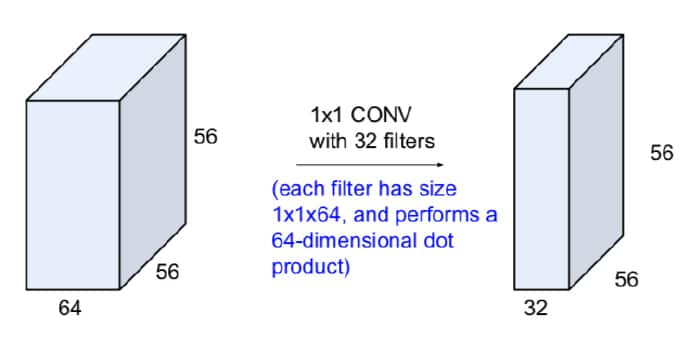 56
56
64
1x1 CONV
with 32 filters
(each filter has size
1x1x64, and performs a
64-dimensional dot
product)
56
56
32